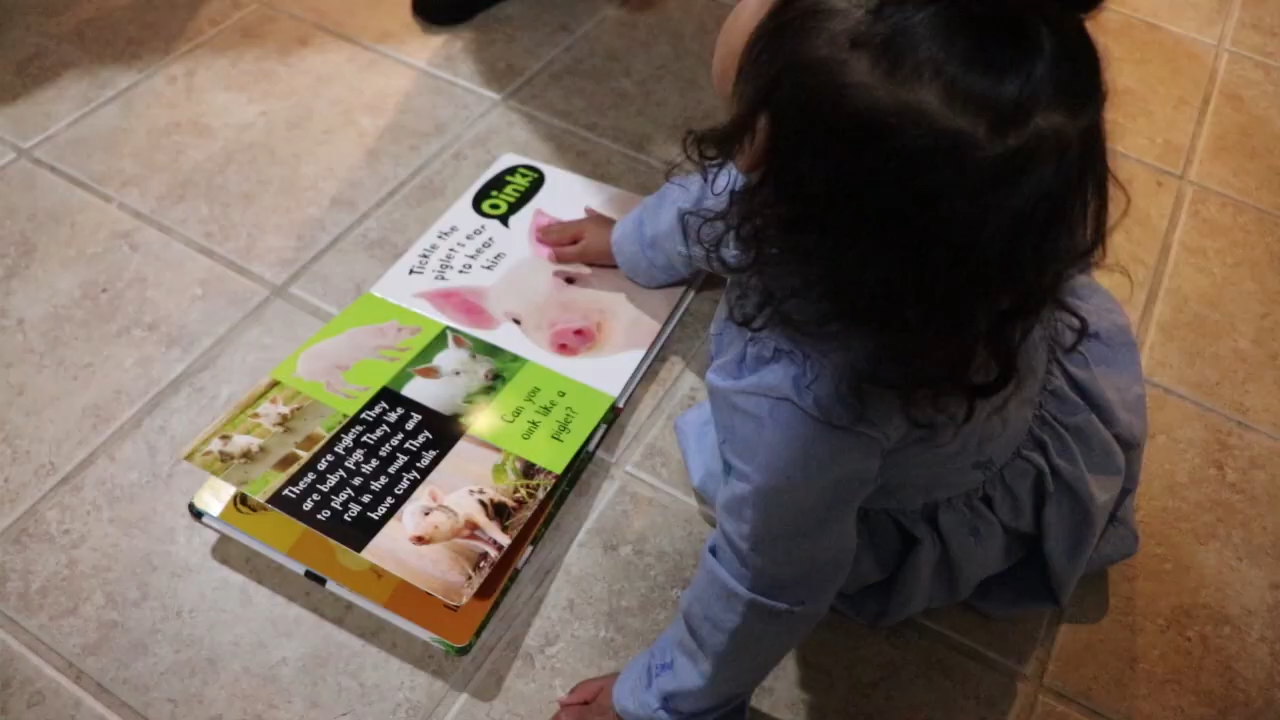 Oink!
Tickle the
piglet's ear
to hear
him
These are piglets. They
are baby pigs. They like
to play in the straw and
roll in the mud. They
have curly tails.
Can you
oink like a
piglet?